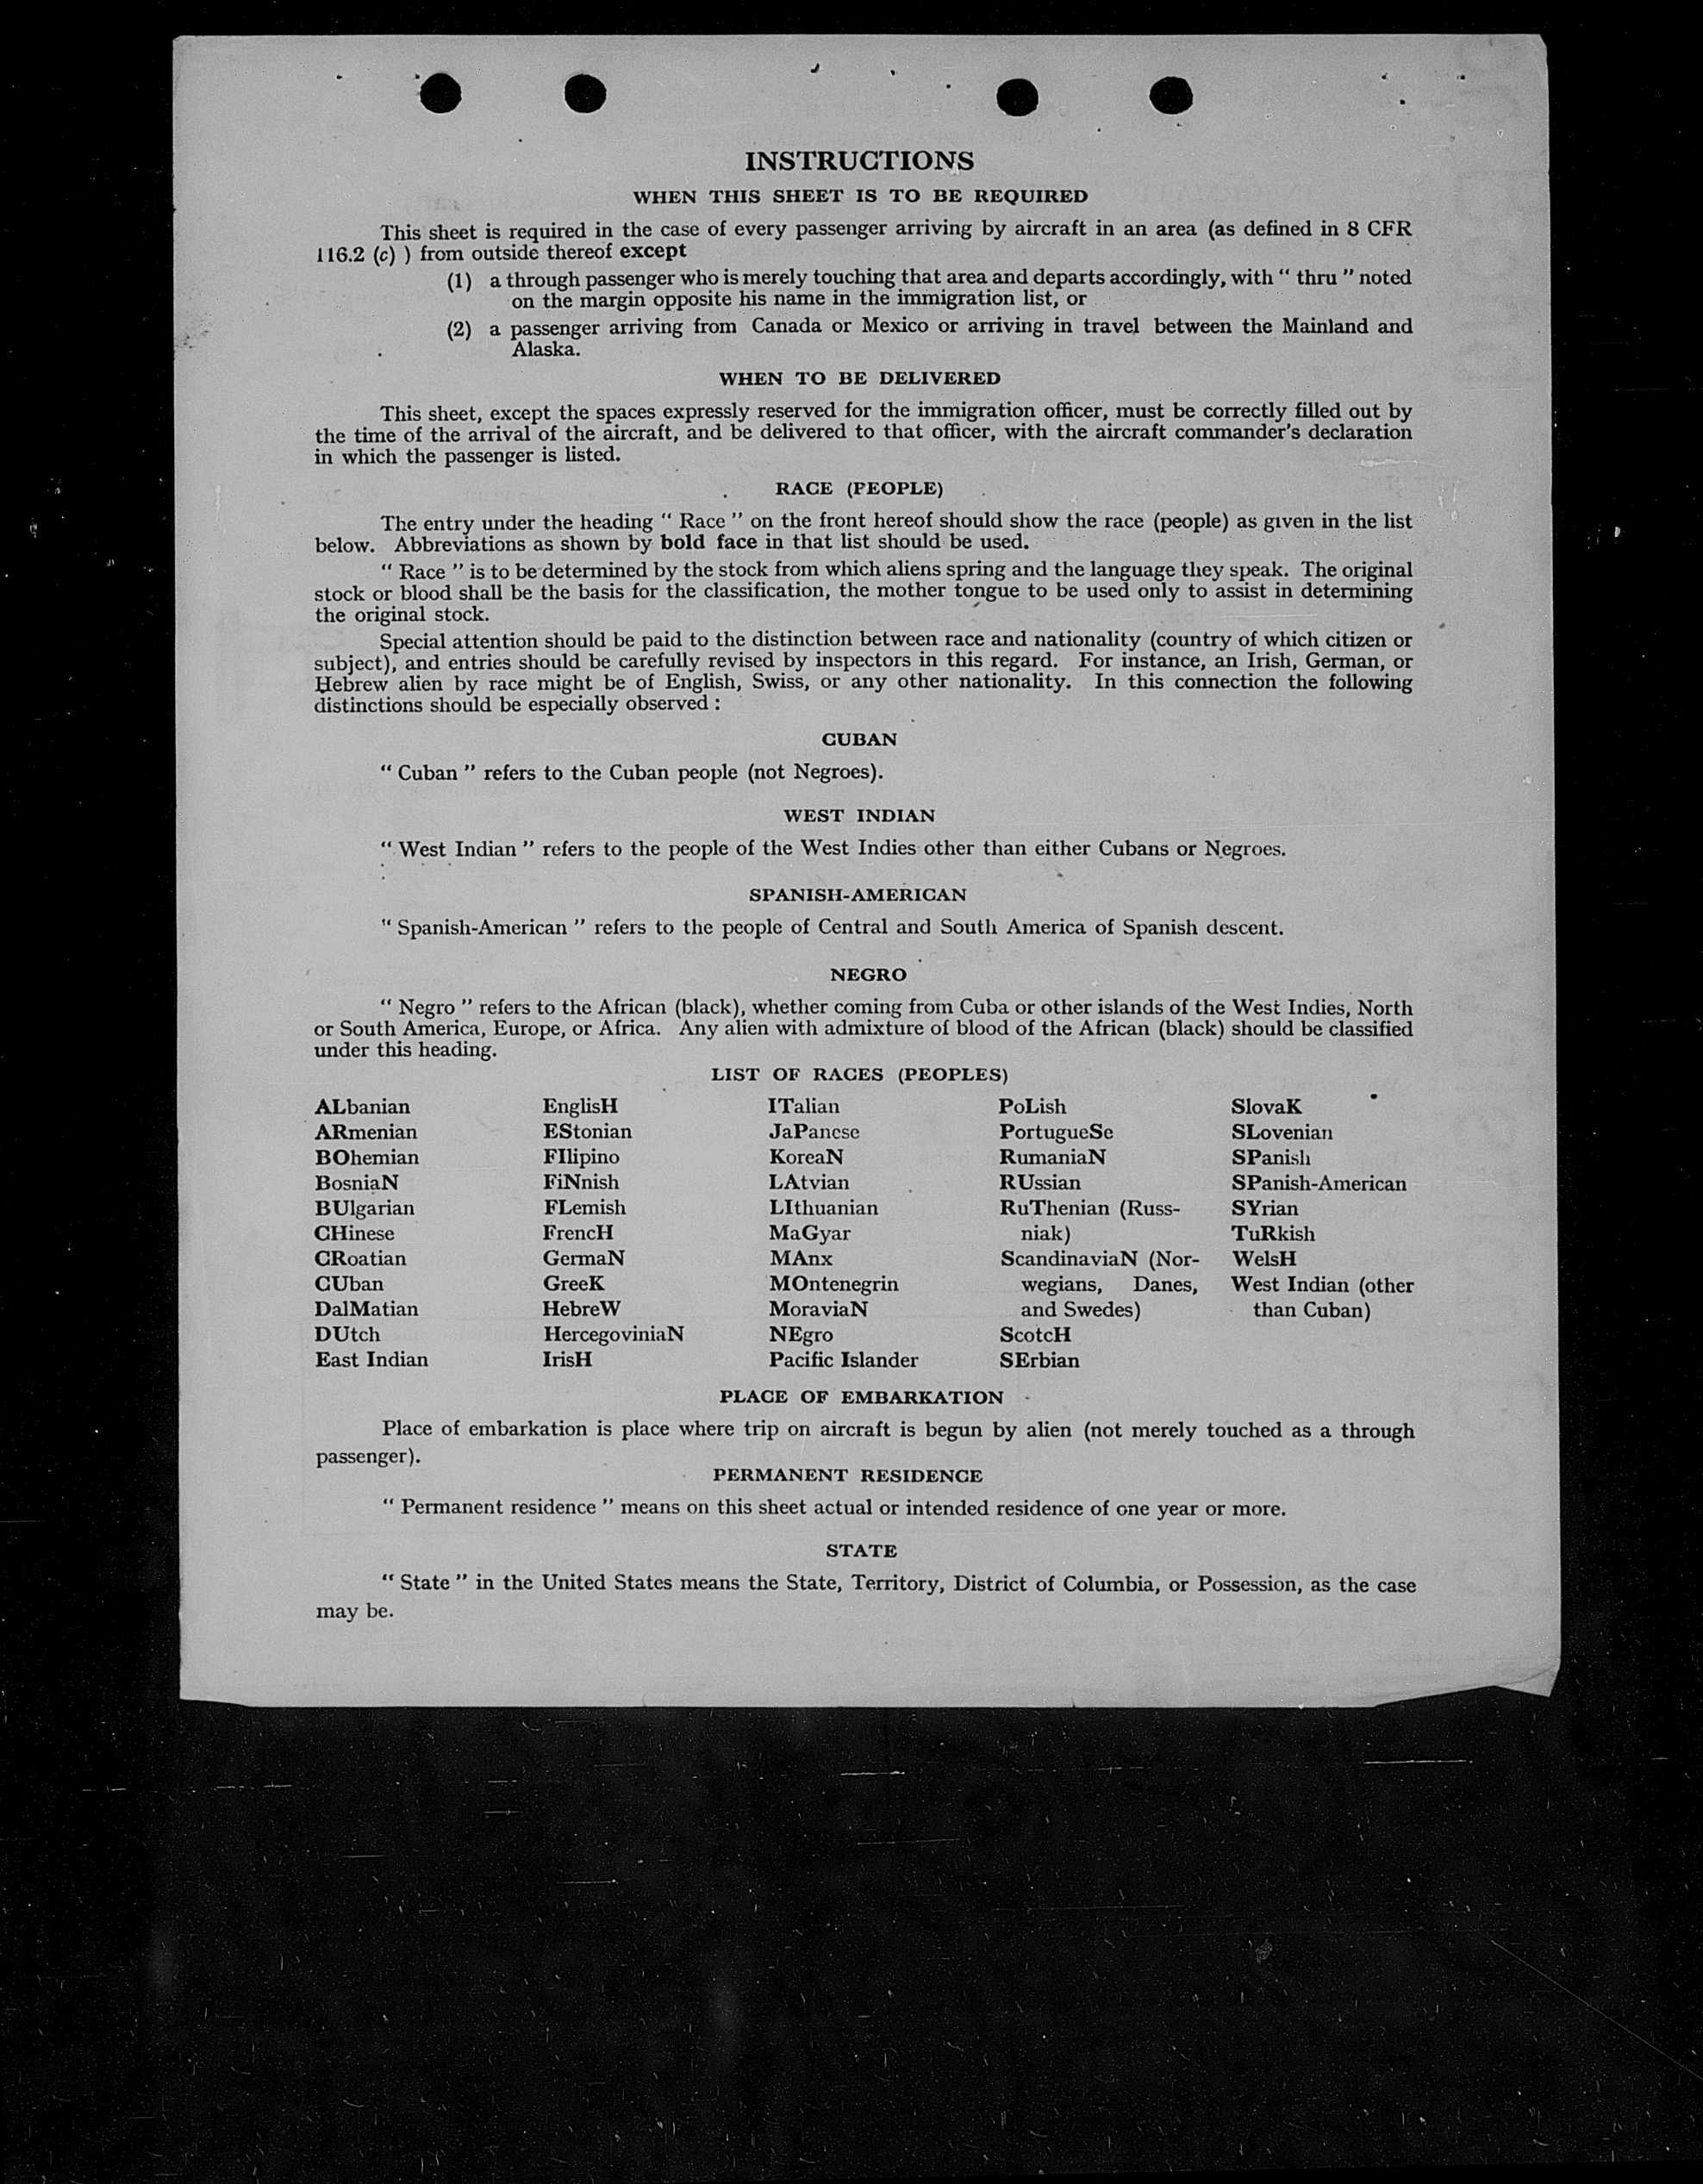 INSTRUCTIONS
WHEN THIS SHEET IS TO BE REQUIRED
This sheet is required in the case of every passenger arriving by aircraft in an area (as defined in 8 CFR
116.2 (c) ) from outside thereof except
(1) a through passenger who is merely touching that area and departs accordingly, with “ thru ” noted
on the margin opposite his name in the immigration list, or
(2) a passenger arriving from Canada or Mexico or arriving in travel between the Mainland and
Alaska.
WHEN TO BE DELIVERED
This sheet, except the spaces expressly reserved for the immigration officer, must be correctly filled out by
the time of the arrival of the aircraft, and be delivered to that officer, with the aircraft commander’s declaration
in which the passenger is listed.
RACE (PEOPLE)
The entry under the heading “ Race ” on the front hereof should show the race (people) as given in the list
below. Abbreviations as shown by bold face in that list should be used.
“ Race ” is to be determined by the stock from which aliens spring and the language they speak. The original
stock or blood shall be the basis for the classification, the mother tongue to be used only to assist in determining
the original stock.
Special attention should be paid to the distinction between race and nationality (country of which citizen or
subject), and entries should be carefully revised by inspectors in this regard. For instance, an Irish, German, or
Hebrew alien by race might be of English, Swiss, or any other nationality. In this connection the following
distinctions should be especially observed :
CUBAN
“ Cuban ” refers to the Cuban people (not Negroes).
WEST INDIAN
“ West Indian ” refers to the people of the West Indies other than either Cubans or Negroes.
SPANISH-AMERICAN
“ Spanish-American ” refers to the people of Central and South America of Spanish descent.
NEGRO
“ Negro ” refers to the African (black), whether coming from Cuba or other islands of the West Indies, North
or South America, Europe, or Africa. Any alien with admixture of blood of the African (black) should be classified
under this heading.
LIST OF RACES (PEOPLES)
ALbanian EnglisH ITalian PoLish SlovaK
ARmenian EStonian JaPanese PortugueSe SLovenian
BOhemian FIlipino KoreaN RumaniaN SPanish
BosniaN FiNnish LAtvian RUssian SPanish-American
BUlgarian FLemish LIthuanian RuThenian (Russ- SYrian
CHinese FrencH MaGyar niak) TuRkish
CRoatian GermaN MAnx ScandinaviaN (Nor- WelsH
CUban GreeK MOntenegrin wegians, Danes, West Indian (other
DalMatian HebreW MoraviaN and Swedes) than Cuban)
DUtch HercegoviniaN NEgro ScotcH
East Indian IrisH Pacific Islander SErbian
PLACE OF EMBARKATION
Place of embarkation is place where trip on aircraft is begun by alien (not merely touched as a through
passenger).
PERMANENT RESIDENCE
“ Permanent residence ” means on this sheet actual or intended residence of one year or more.
STATE
“ State ” in the United States means the State, Territory, District of Columbia, or Possession, as the case
may be.